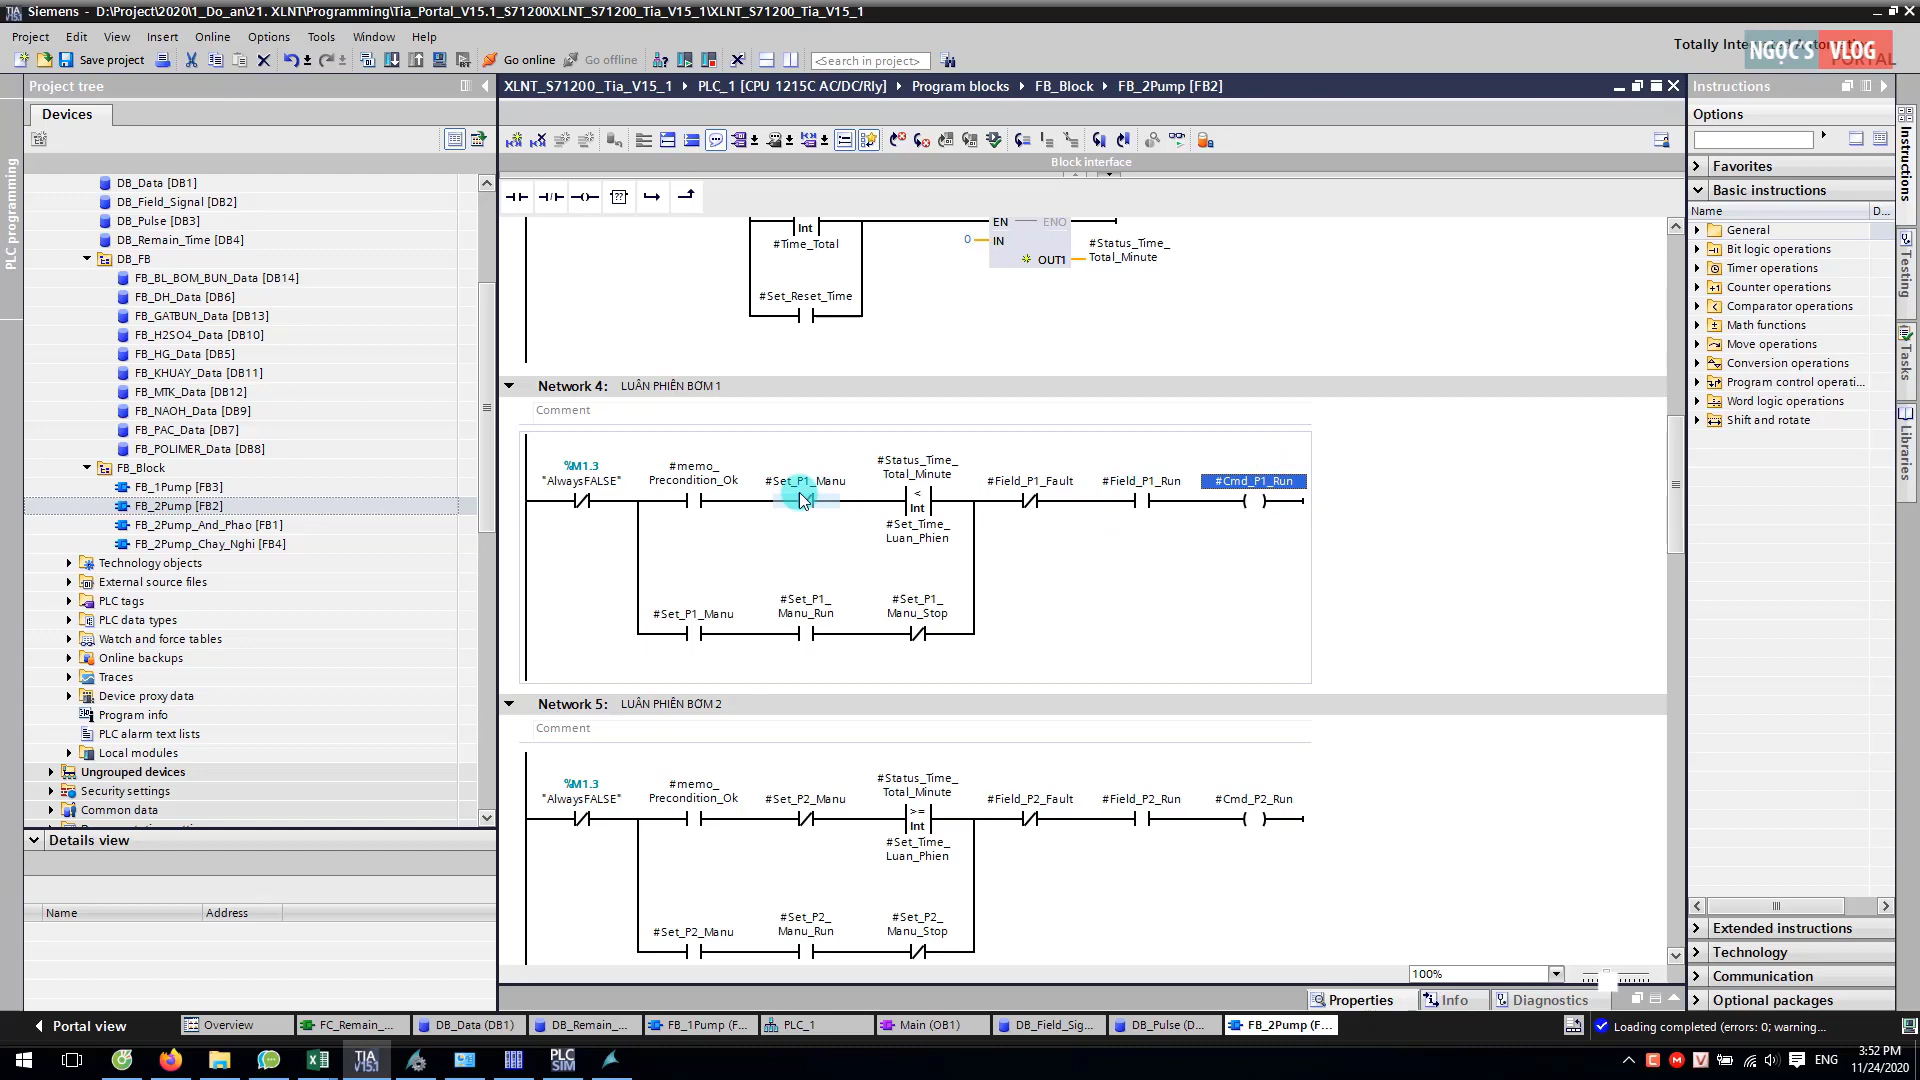 Siemens - D:\Project\2020\1_Do_an\21. XLNT\Programming\Tia_Portal_V15.1_S71200\XLNT_S71200_Tia_V15_1\XLNT_S71200_Tia_V15_1
Project Edit View Insert Online Options Tools Window Help
NGỌC'S VLOG
Save project
Go online
Go offline
<Search in project>
Project tree
XLNT_S71200_Tia_V15_1 PLC_1 [CPU 1215C AC/DC/Rly] Program blocks FB_Block FB_2Pump [FB2]
Instructions
Devices
Options
Block interface
PLC programming
DB_Data [DB1]
DB_Field_Signal [DB2]
DB_Pulse [DB3]
DB_Remain_Time [DB4]
DB_FB
FB_BL_BOM_BUN_Data [DB14]
FB_DH_Data [DB6]
FB_GATBUN_Data [DB13]
FB_H2SO4_Data [DB10]
FB_HG_Data [DB5]
FB_KHUAY_Data [DB11]
FB_MTK_Data [DB12]
FB_NAOH_Data [DB9]
FB_PAC_Data [DB7]
FB_POLIMER_Data [DB8]
FB_Block
FB_1Pump [FB3]
FB_2Pump [FB2]
FB_2Pump_And_Phao [FB1]
FB_2Pump_Chay_Nghi [FB4]
Technology objects
External source files
PLC tags
PLC data types
Watch and force tables
Online backups
Traces
Device proxy data
Program info
PLC alarm text lists
Local modules
Ungrouped devices
Security settings
Common data
Details view
Name Address
Int
#Time_Total
#Set_Reset_Time
EN ENO
0 IN
OUT1
#Status_Time_
Total_Minute
Network 4: LUÂN PHIÊN BƠM 1
Comment
%M1.3
"AlwaysFALSE"
#memo_
Precondition_Ok
#Set_P1_Manu
#Status_Time_
Total_Minute
<
Int
#Set_Time_
Luan_Phien
#Field_P1_Fault
#Field_P1_Run
#Cmd_P1_Run
#Set_P1_Manu
#Set_P1_
Manu_Run
#Set_P1_
Manu_Stop
Network 5: LUÂN PHIÊN BƠM 2
Comment
%M1.3
"AlwaysFALSE"
#memo_
Precondition_Ok
#Set_P2_Manu
#Status_Time_
Total_Minute
>=
Int
#Set_Time_
Luan_Phien
#Field_P2_Fault
#Field_P2_Run
#Cmd_P2_Run
#Set_P2_Manu
#Set_P2_
Manu_Run
#Set_P2_
Manu_Stop
100%
Properties Info Diagnostics
Favorites
Basic instructions
Name D...
General
Bit logic operations
Timer operations
Counter operations
Comparator operations
Math functions
Move operations
Conversion operations
Program control operati...
Word logic operations
Shift and rotate
Extended instructions
Technology
Communication
Optional packages
Instructions
Testing
Tasks
Libraries
Portal view Overview FC_Remain_... DB_Data (DB1) DB_Remain_... FB_1Pump (F... PLC_1 Main (OB1) DB_Field_Sig... DB_Pulse (D... FB_2Pump (F...
Loading completed (errors: 0; warning...
TIA
V15.1
PLC
SIM
ENG
3:52 PM
11/24/2020